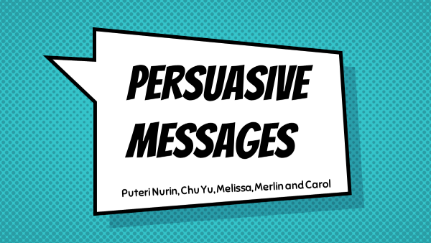 PERSUASIVE
MESSAGES
Puteri Nurin, Chu Yu, Melissa, Merlin and Carol